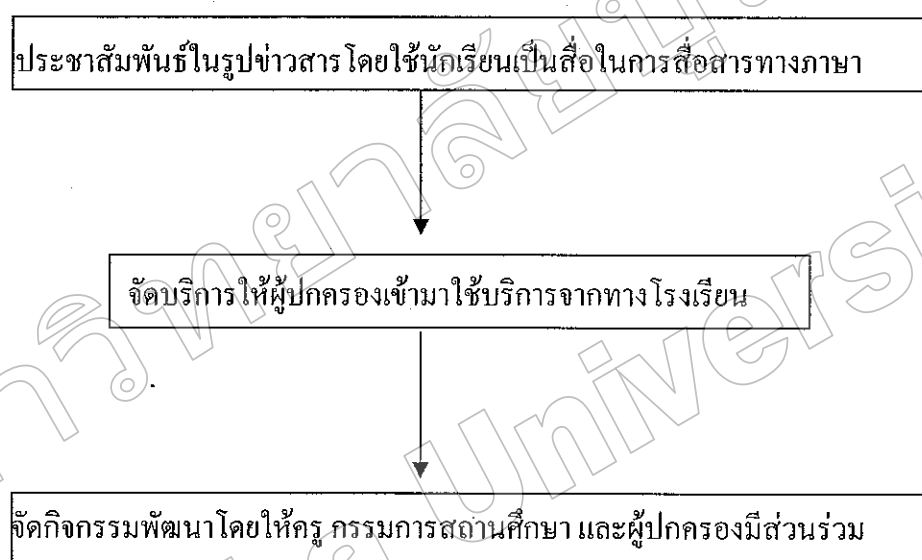 ประชาสัมพันธ์ในรูปข่าวสารโดยใช้นักเรียนเป็นสื่อในการสื่อสารทางภาษา
จัดบริการให้ผู้ปกครองเข้ามาใช้บริการจากทางโรงเรียน
จัดกิจกรรมพัฒนาโดยให้ครู กรรมการสถานศึกษา และผู้ปกครองมีส่วนร่วม